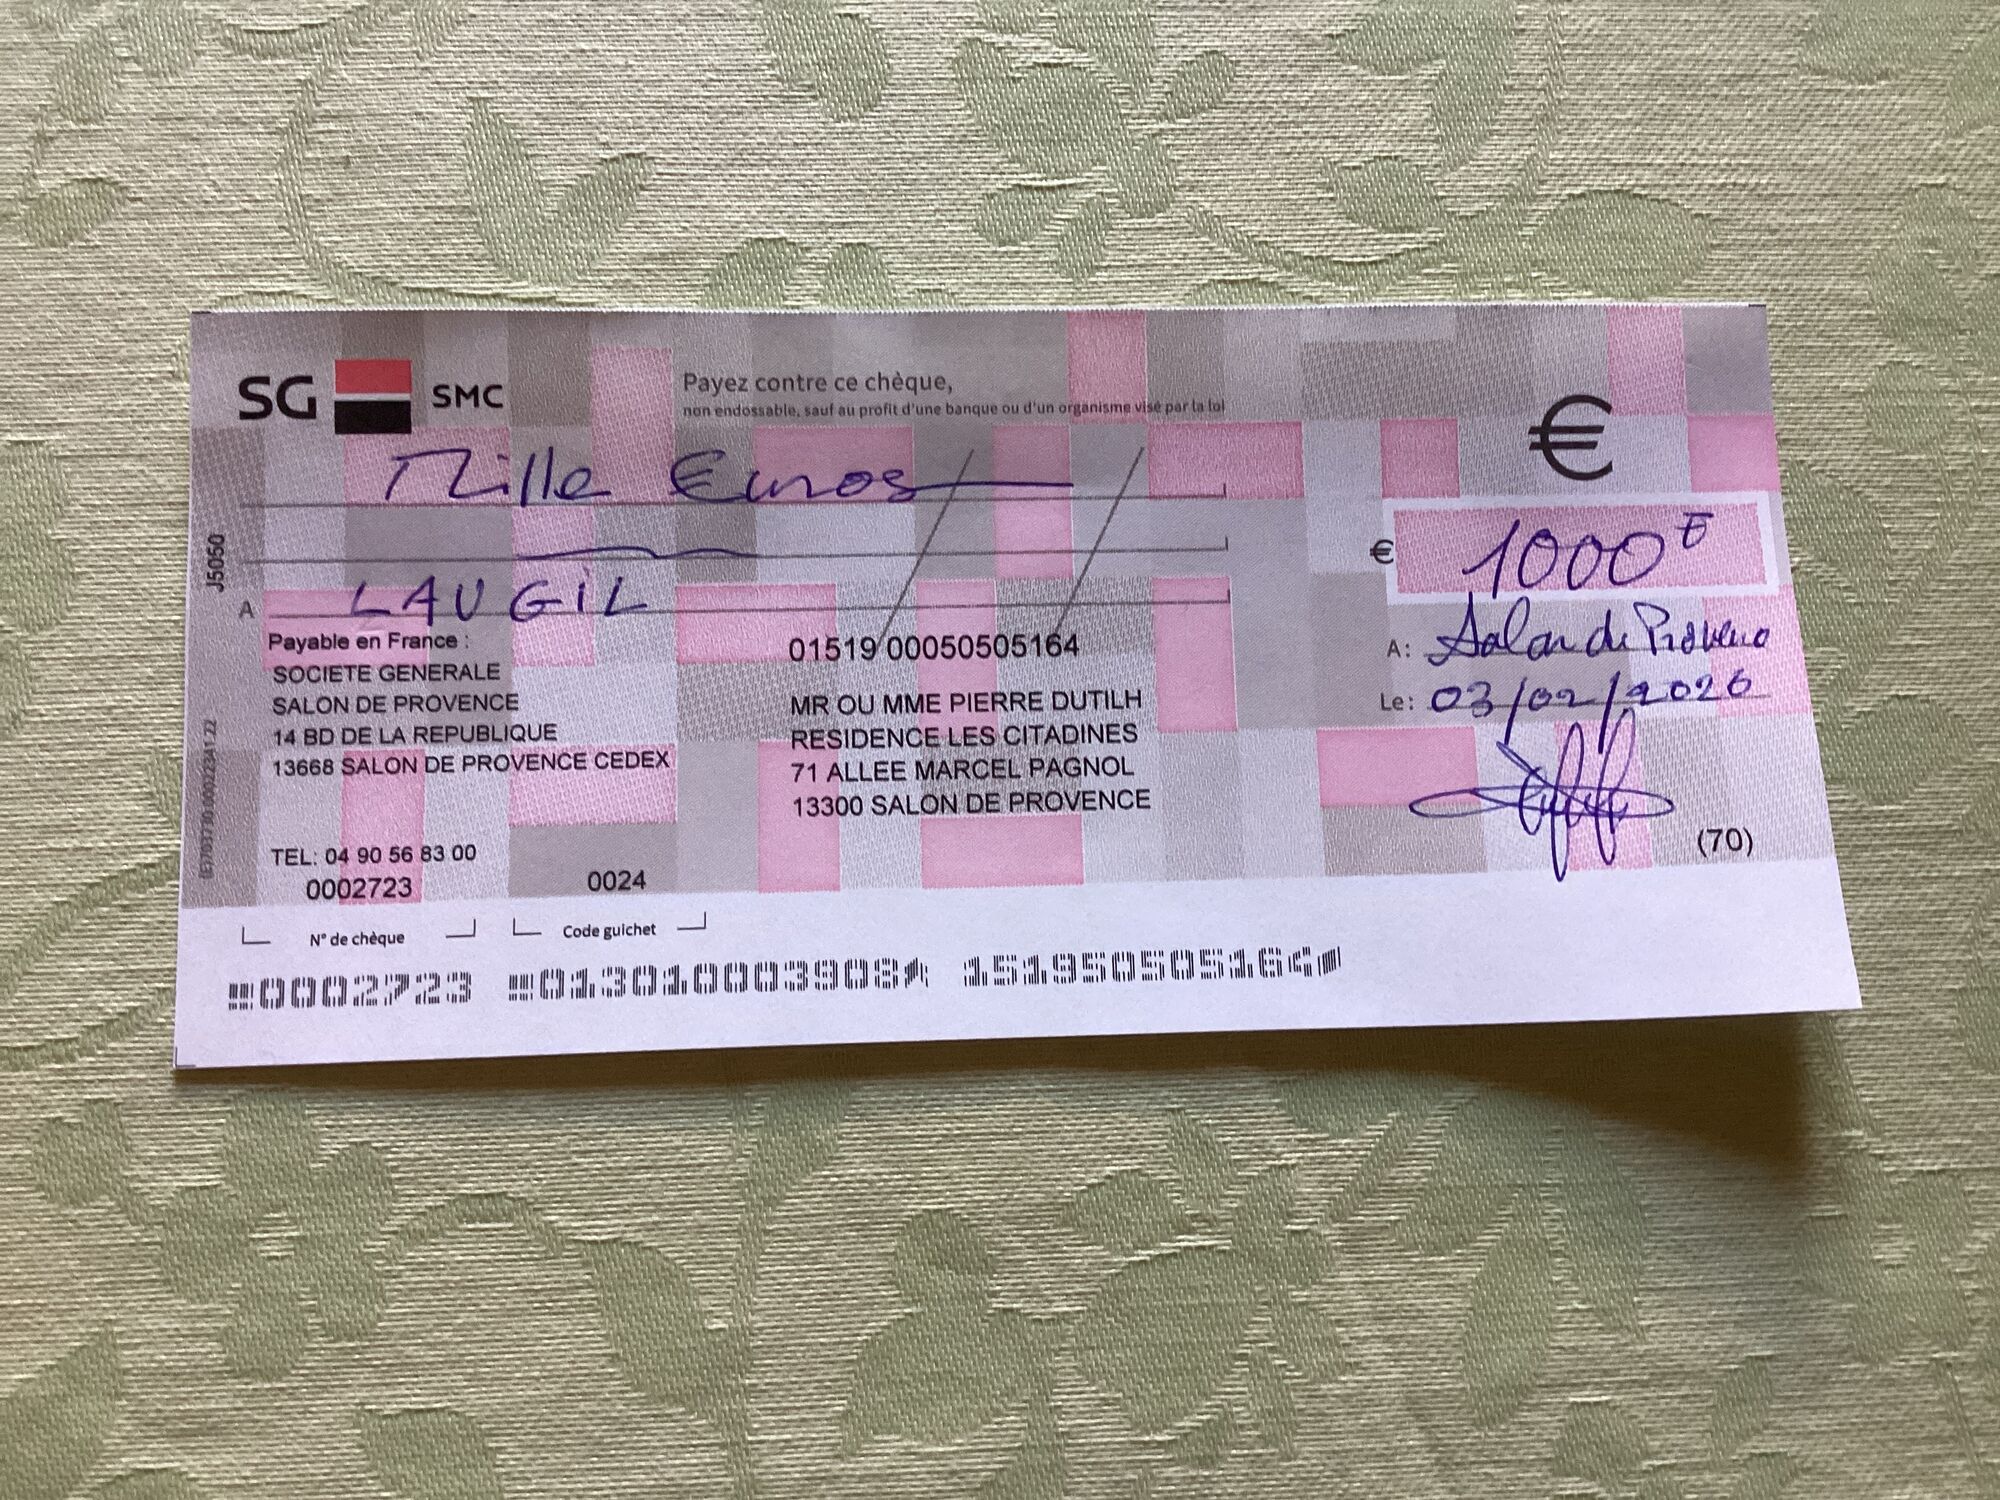 SG SMC
Payez contre ce chèque,
non endossable, sauf au profit d'une banque ou d'un organisme visé par la loi
€
Mille Euros
€ 1000 €
A LAUGIL
J5050
Payable en France :
SOCIETE GENERALE
SALON DE PROVENCE
14 BD DE LA REPUBLIQUE
13668 SALON DE PROVENCE CEDEX
TEL: 04 90 56 83 00
01519 00050505164
MR OU MME PIERRE DUTILH
RESIDENCE LES CITADINES
71 ALLEE MARCEL PAGNOL
13300 SALON DE PROVENCE
A: Salon de Provence
Le: 03/02/2026
(70)
0002723 0024
N° de chèque Code guichet
0002723 013010003908 151950505164